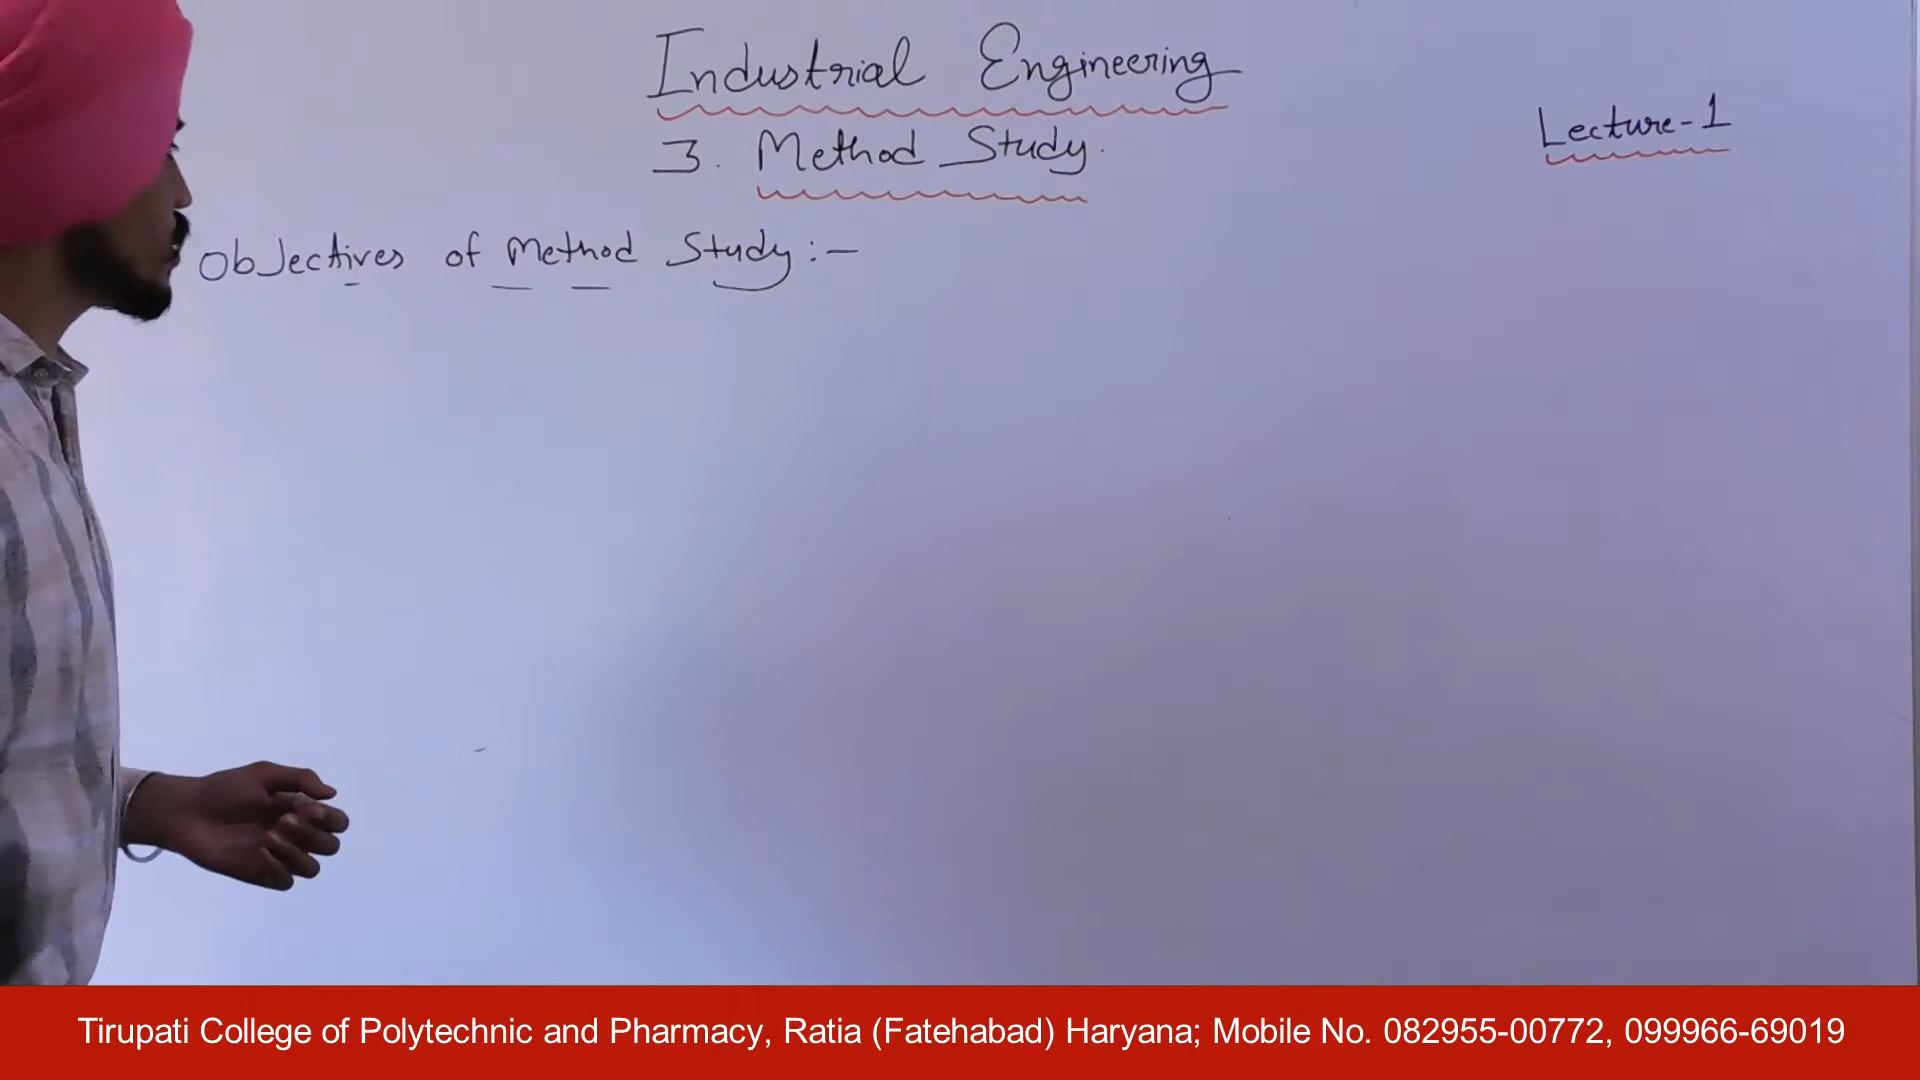 Industrial Engineering
Lecture-1
3. Method Study.
Objectives of Method Study :-
Tirupati College of Polytechnic and Pharmacy, Ratia (Fatehabad) Haryana; Mobile No. 082955-00772, 099966-69019